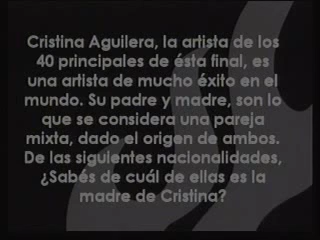 Cristina Aguilera, la artista de los
40 principales de ésta final, es
una artista de mucho éxito en el
mundo. Su padre y madre, son lo
que se considera una pareja
mixta, dado el origen de ambos.
De las siguientes nacionalidades,
¿Sabés de cuál de ellas es la
madre de Cristina?